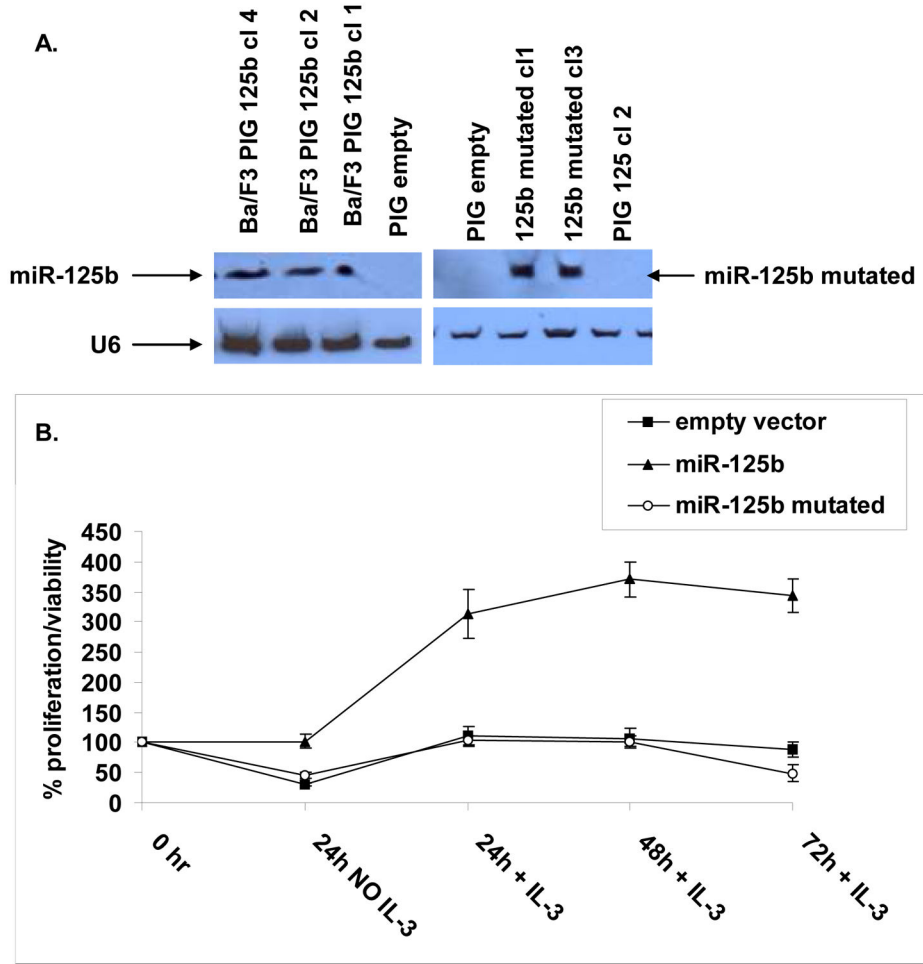 A.
Ba/F3 PIG 125b cl 4
Ba/F3 PIG 125b cl 2
Ba/F3 PIG 125b cl 1
PIG empty
PIG empty
125b mutated cl1
125b mutated cl3
PIG 125 cl 2
miR-125b
miR-125b mutated
U6
B.
empty vector
miR-125b
miR-125b mutated
% proliferation/viability
450
400
350
300
250
200
150
100
50
0
0 hr
24h NO IL-3
24h + IL-3
48h + IL-3
72h + IL-3